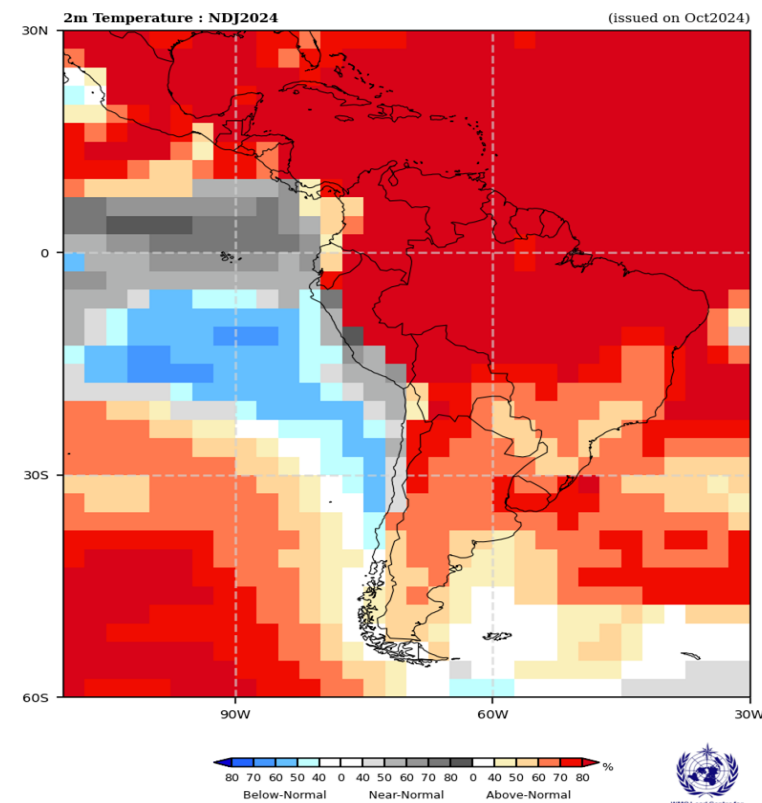 2m Temperature : NDJ2024
(issued on Oct2024)
30N
0
30S
60S
90W
60W
30W
80 70 60 50 40 0 40 50 60 70 80 0 40 50 60 70 80 %
Below-Normal Near-Normal Above-Normal